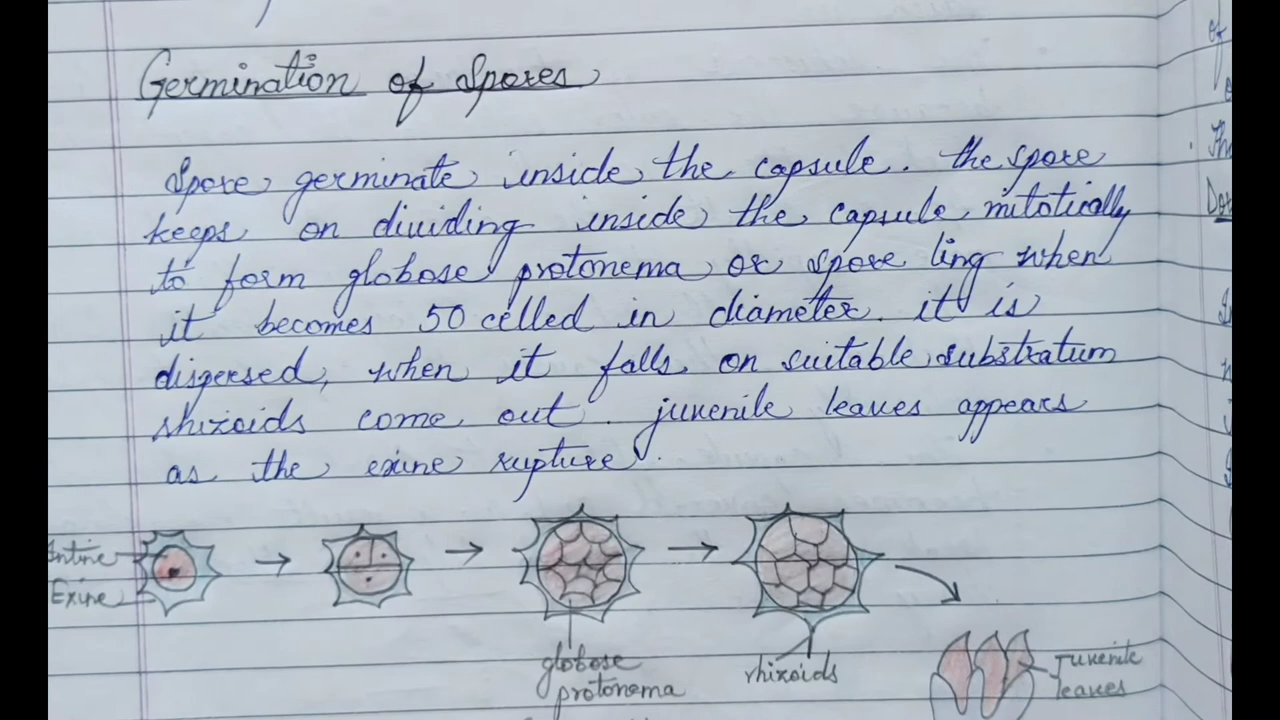 Germination of Spores
Spore germinate inside the capsule. the spore
keeps on dividing inside the capsule mitotically
to form globose protonema or spore ling when
it becomes 50 celled in diameter. it is
dispersed, when it falls on suitable substratum
rhizoids come out. juvenile leaves appears
as the exine rupture.
Intine
Exine
globose
protonema
rhizoids
Juvenile
leaves
of